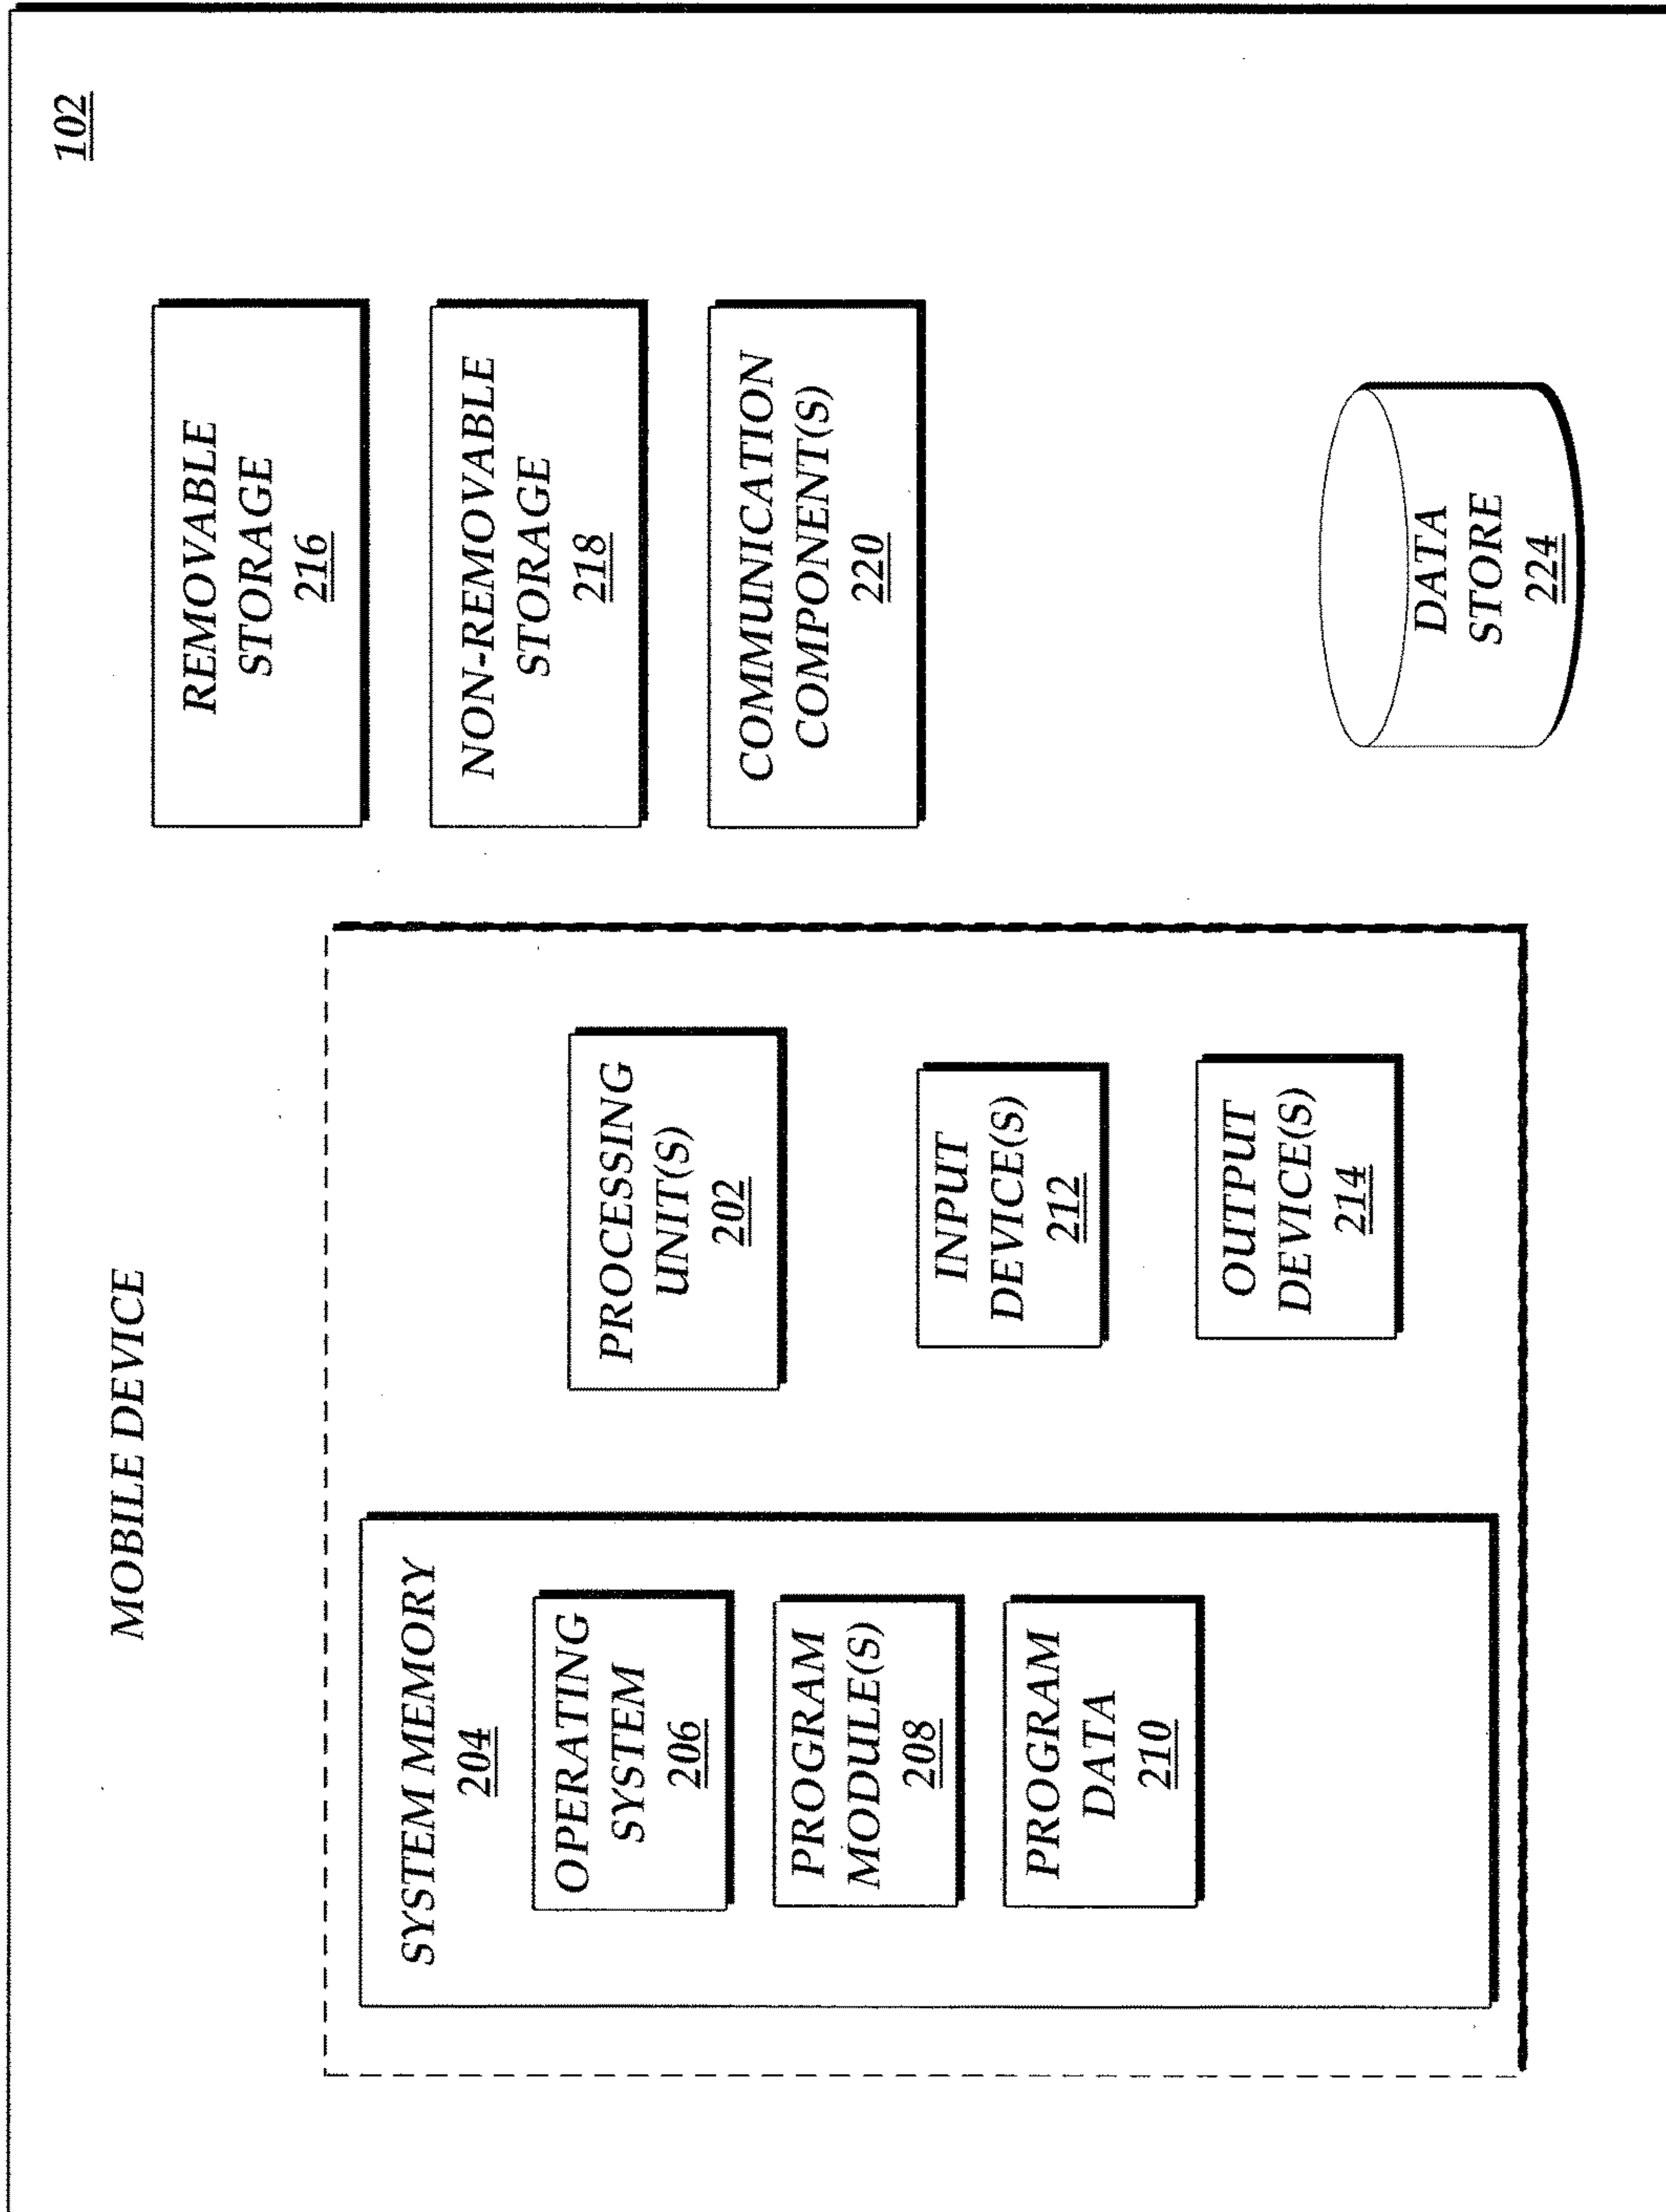 MOBILE DEVICE
102
SYSTEM MEMORY
204
OPERATING
SYSTEM
206
PROGRAM
MODULE(S)
208
PROGRAM
DATA
210
PROCESSING
UNIT(S)
202
INPUT
DEVICE(S)
212
OUTPUT
DEVICE(S)
214
REMOVABLE
STORAGE
216
NON-REMOVABLE
STORAGE
218
COMMUNICATION
COMPONENT(S)
220
DATA
STORE
224